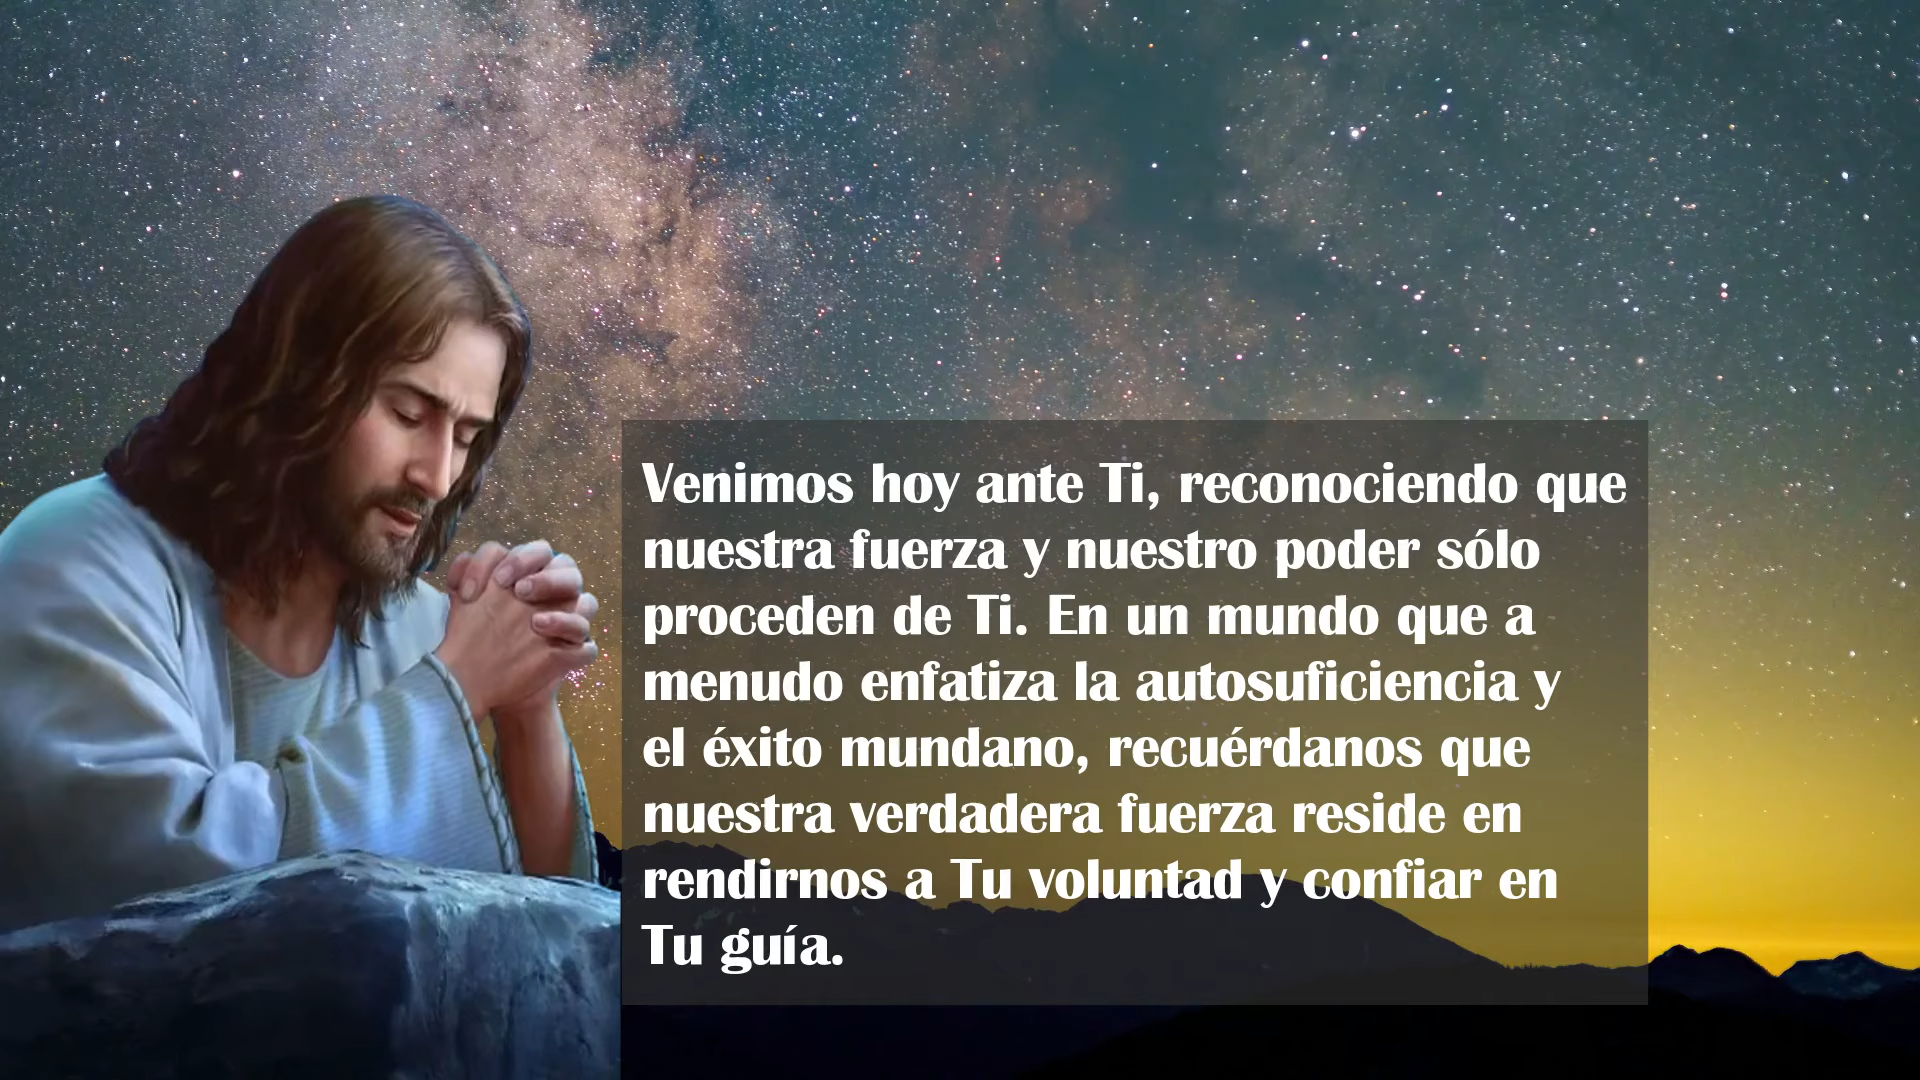 Venimos hoy ante Ti, reconociendo que
nuestra fuerza y nuestro poder sólo
proceden de Ti. En un mundo que a
menudo enfatiza la autosuficiencia y
el éxito mundano, recuérdanos que
nuestra verdadera fuerza reside en
rendirnos a Tu voluntad y confiar en
Tu guía.